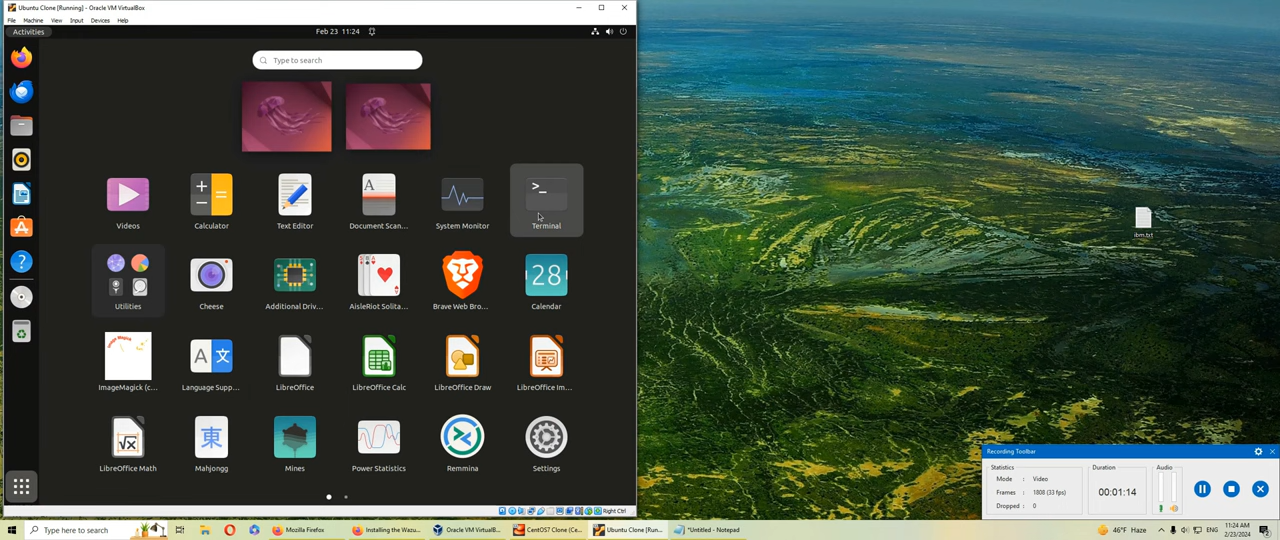 Ubuntu Clone [Running] - Oracle VM VirtualBox
File Machine View Input Devices Help
Activities
Feb 23 11:24
Type to search
Videos
Calculator
Text Editor
Document Scan...
System Monitor
Terminal
Utilities
Cheese
Additional Driv...
AisleRiot Solita...
Brave Web Bro...
28
Calendar
ImageMagick (c...
Language Supp...
LibreOffice
LibreOffice Calc
LibreOffice Draw
LibreOffice Im...
LibreOffice Math
Mahjongg
Mines
Power Statistics
Remmina
Settings
Right Ctrl
ibm.txt
Recording Toolbar
Statistics
Mode : Video
Frames : 1808 (33 fps)
Dropped : 0
Duration
00:01:14
Audio
Type here to search
Mozilla Firefox
Installing the Wazu...
Oracle VM VirtualB...
CentOS7 Clone (Ce...
Ubuntu Clone [Run...
*Untitled - Notepad
46°F Haze
ENG
11:24 AM
2/23/2024